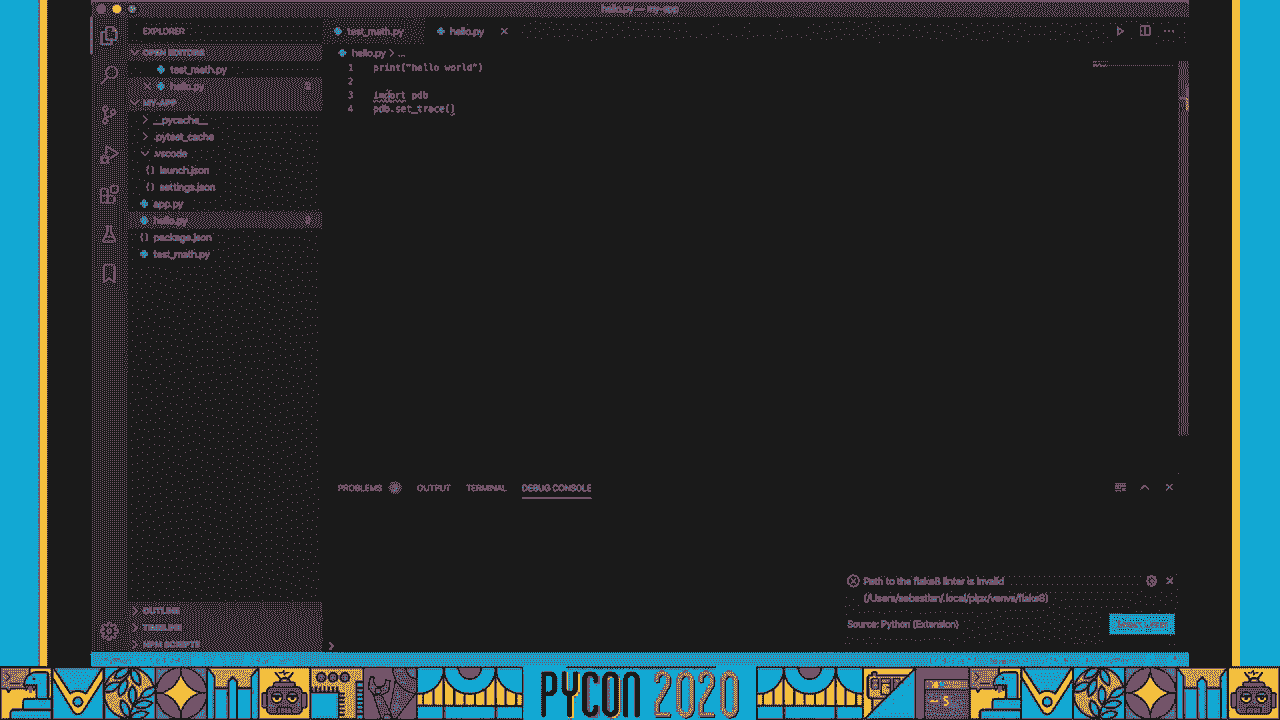 hello.py — my-app
EXPLORER
test_math.py
hello.py
OPEN EDITORS
hello.py > ...
test_math.py
hello.py
1 print("hello world")
2
3 import pdb
4 pdb.set_trace()
MY-APP
__pycache__
.pytest_cache
.vscode
launch.json
settings.json
app.py
hello.py
package.json
test_math.py
PROBLEMS
OUTPUT
TERMINAL
DEBUG CONSOLE
Path to the flake8 linter is invalid
(/Users/sebastian/.local/pipx/venvs/flake8)
Source: Python (Extension)
OUTLINE
TIMELINE
NPM SCRIPTS
PYCON 2020